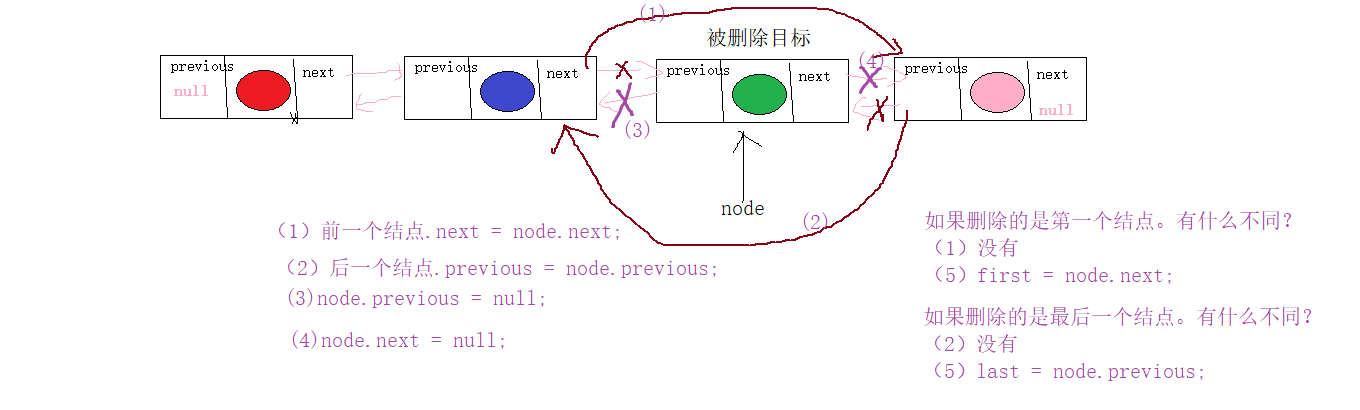 (1)
被删除目标
(4)
previous
next
null
previous
next
previous
next
previous
next
null
(3)
node
(2)
（1）前一个结点.next = node.next;
（2）后一个结点.previous = node.previous;
(3)node.previous = null;
(4)node.next = null;
如果删除的是第一个结点。有什么不同？
（1）没有
（5）first = node.next;
如果删除的是最后一个结点。有什么不同？
（2）没有
（5）last = node.previous;